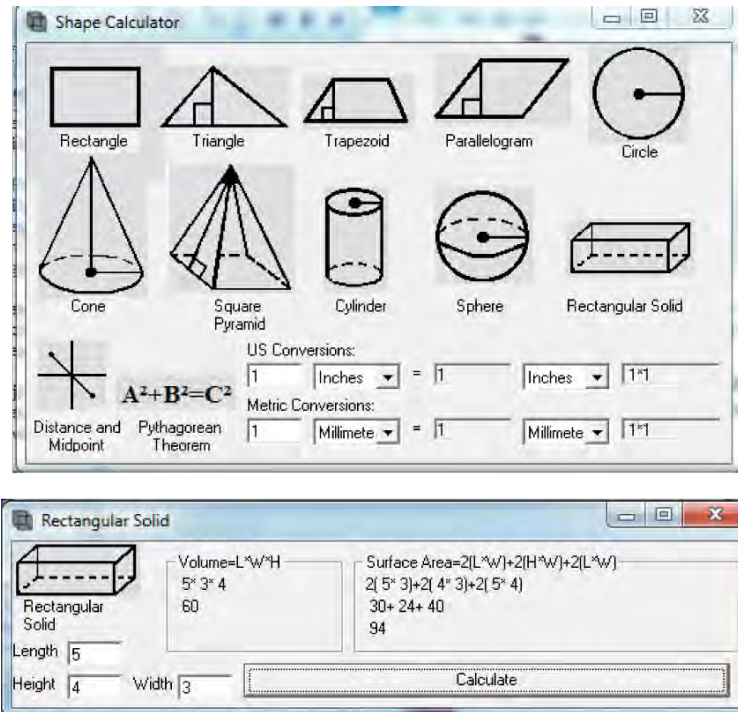 Shape Calculator
Rectangle
Triangle
Trapezoid
Parallelogram
Circle
Cone
Square
Pyramid
Cylinder
Sphere
Rectangular Solid
US Conversions:
1 Inches = 1 Inches 1*1
A²+B²=C²
Metric Conversions:
1 Millimete = 1 Millimete 1*1
Distance and
Midpoint
Pythagorean
Theorem
Rectangular Solid
Rectangular
Solid
Volume=L*W*H
5* 3* 4
60
Surface Area=2(L*W)+2(H*W)+2(L*W)
2( 5* 3)+2( 4* 3)+2( 5* 4)
30+ 24+ 40
94
Length 5
Height 4 Width 3
Calculate